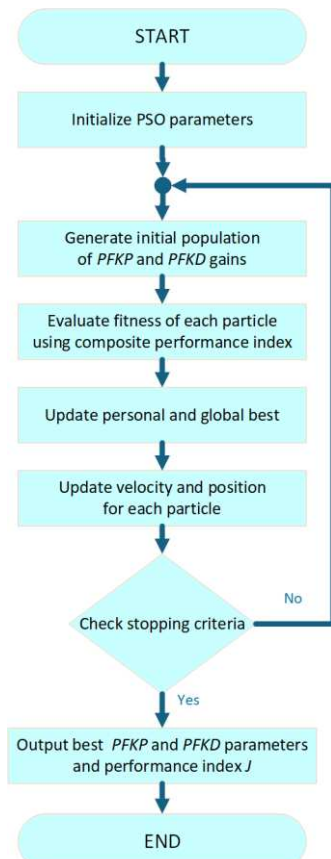 START
Initialize PSO parameters
Generate initial population
of PFKP and PFKD gains
Evaluate fitness of each particle
using composite performance index
Update personal and global best
Update velocity and position
for each particle
Check stopping criteria
No
Yes
Output best PFKP and PFKD parameters
and performance index J
END